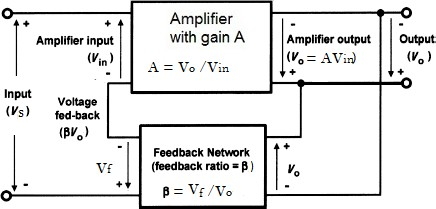 Amplifier
with gain A
A = Vo /Vin
Amplifier input
(Vin)
Amplifier output
(Vo = AVin)
Output
(Vo)
Input
(VS)
Voltage
fed-back
(βVo)
Vf
Feedback Network
(feedback ratio = β)
β = Vf /Vo
Vo
+
-
+
-
-
+
-
+
-
+
-
+
+
-